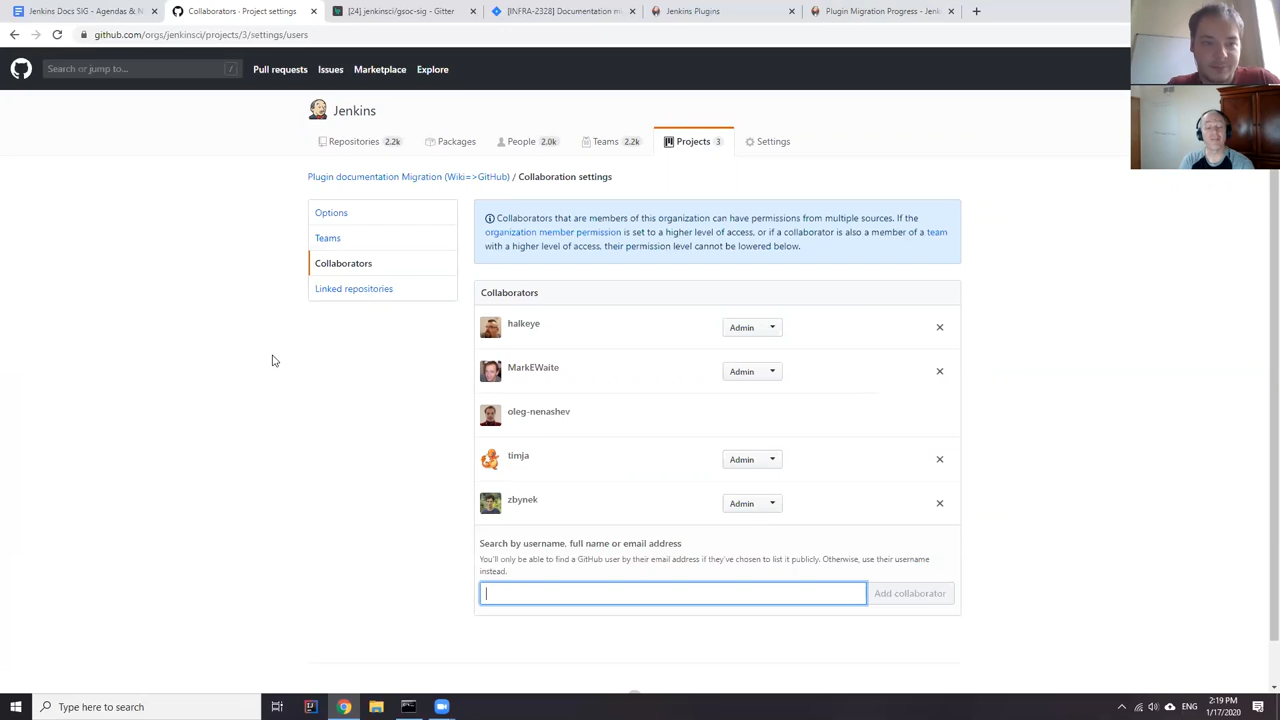 Jenkins Docs SIG - Agendas & N
Collaborators · Project settings
[24] jenkinsci/gsoc-sig - Gitter
[INFRA-2328] Documentation mi
Jenkins Plugins
Plugin Migration Progress - Jenk
github.com/orgs/jenkinsci/projects/3/settings/users
Search or jump to...
/
Pull requests
Issues
Marketplace
Explore
Jenkins
Repositories 2.2k
Packages
People 2.0k
Teams 2.2k
Projects 3
Settings
Plugin documentation Migration (Wiki=>GitHub) / Collaboration settings
Options
Teams
Collaborators
Linked repositories
Collaborators that are members of this organization can have permissions from multiple sources. If the
organization member permission is set to a higher level of access, or if a collaborator is also a member of a team
with a higher level of access, their permission level cannot be lowered below.
Collaborators
halkeye
Admin
MarkEWaite
Admin
oleg-nenashev
timja
Admin
zbynek
Admin
Search by username, full name or email address
You'll only be able to find a GitHub user by their email address if they've chosen to list it publicly. Otherwise, use their username
instead.
Add collaborator
Type here to search
ENG
2:19 PM
1/17/2020